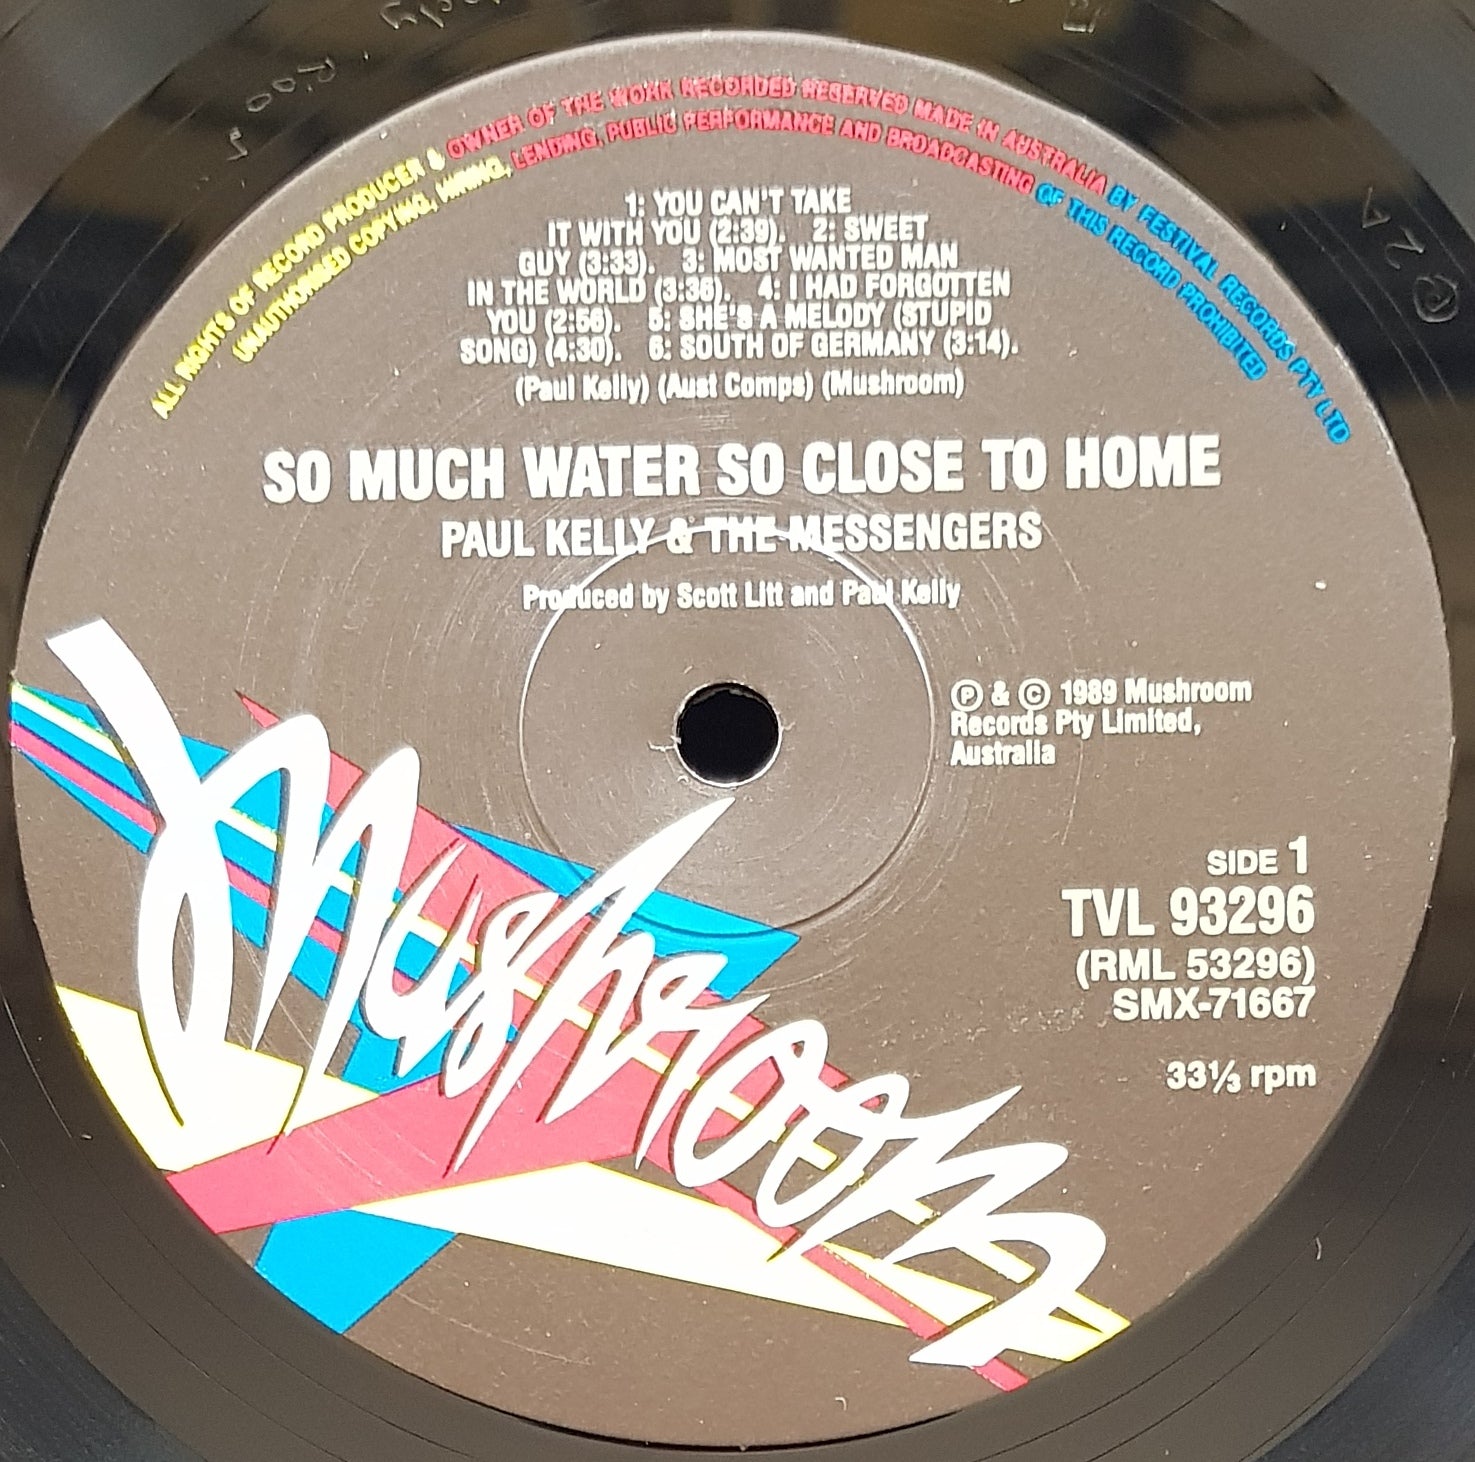 ALL RIGHTS OF RECORD PRODUCER & OWNER OF THE WORK RECORDED RESERVED MADE IN AUSTRALIA BY FESTIVAL RECORDS PTY LTD
UNAUTHORISED COPYING, HIRING, LENDING, PUBLIC PERFORMANCE AND BROADCASTING OF THIS RECORD PROHIBITED
1: YOU CAN'T TAKE
IT WITH YOU (2:39). 2: SWEET
GUY (3:33). 3: MOST WANTED MAN
IN THE WORLD (3:36). 4: I HAD FORGOTTEN
YOU (2:56). 5: SHE'S A MELODY (STUPID
SONG) (4:30). 6: SOUTH OF GERMANY (3:14).
(Paul Kelly) (Aust Comps) (Mushroom)
SO MUCH WATER SO CLOSE TO HOME
PAUL KELLY & THE MESSENGERS
Produced by Scott Litt and Paul Kelly
Ⓟ & © 1989 Mushroom
Records Pty Limited,
Australia
Mushroom
SIDE 1
TVL 93296
(RML 53296)
SMX-71667
33⅓ rpm